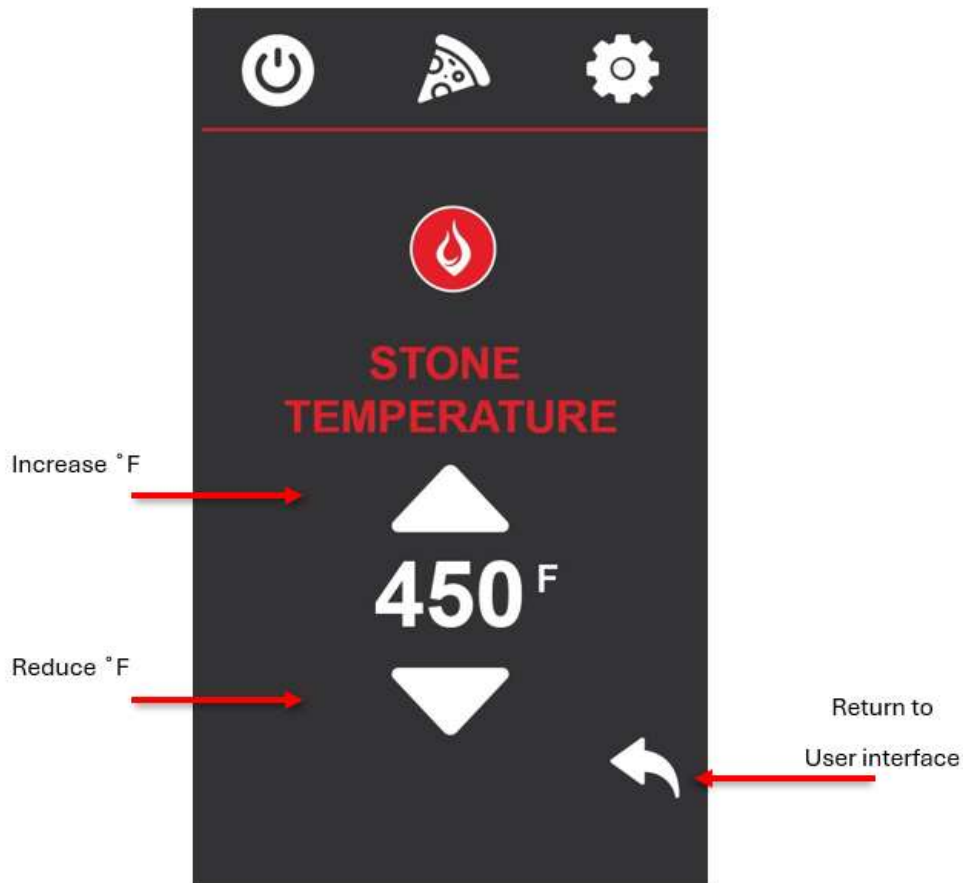 STONE
TEMPERATURE
Increase ˚F
450 F
Reduce ˚F
Return to
User interface